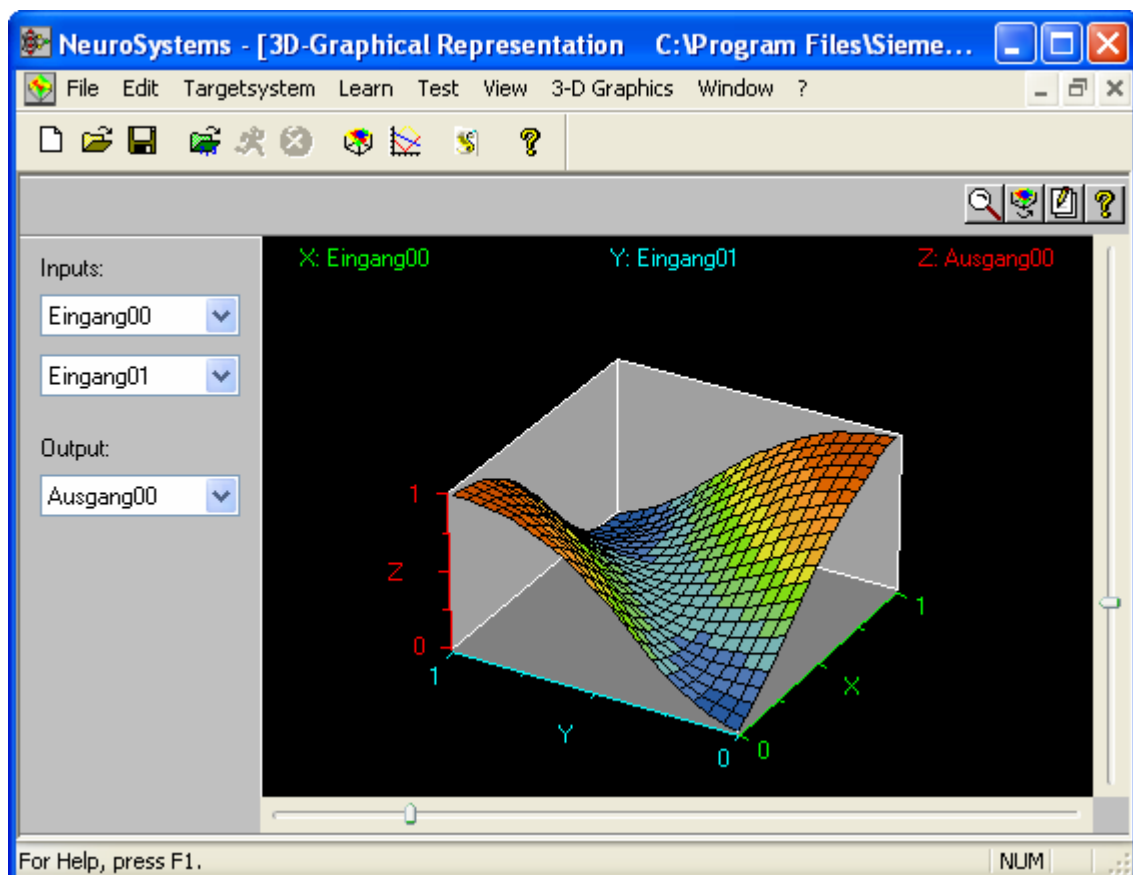 NeuroSystems - [3D-Graphical Representation C:\Program Files\Sieme...
File Edit Targetsystem Learn Test View 3-D Graphics Window ?
Inputs:
Eingang00
Eingang01
Output:
Ausgang00
X: Eingang00 Y: Eingang01 Z: Ausgang00
1
Z
0
1
Y
0
0
X
1
For Help, press F1. NUM